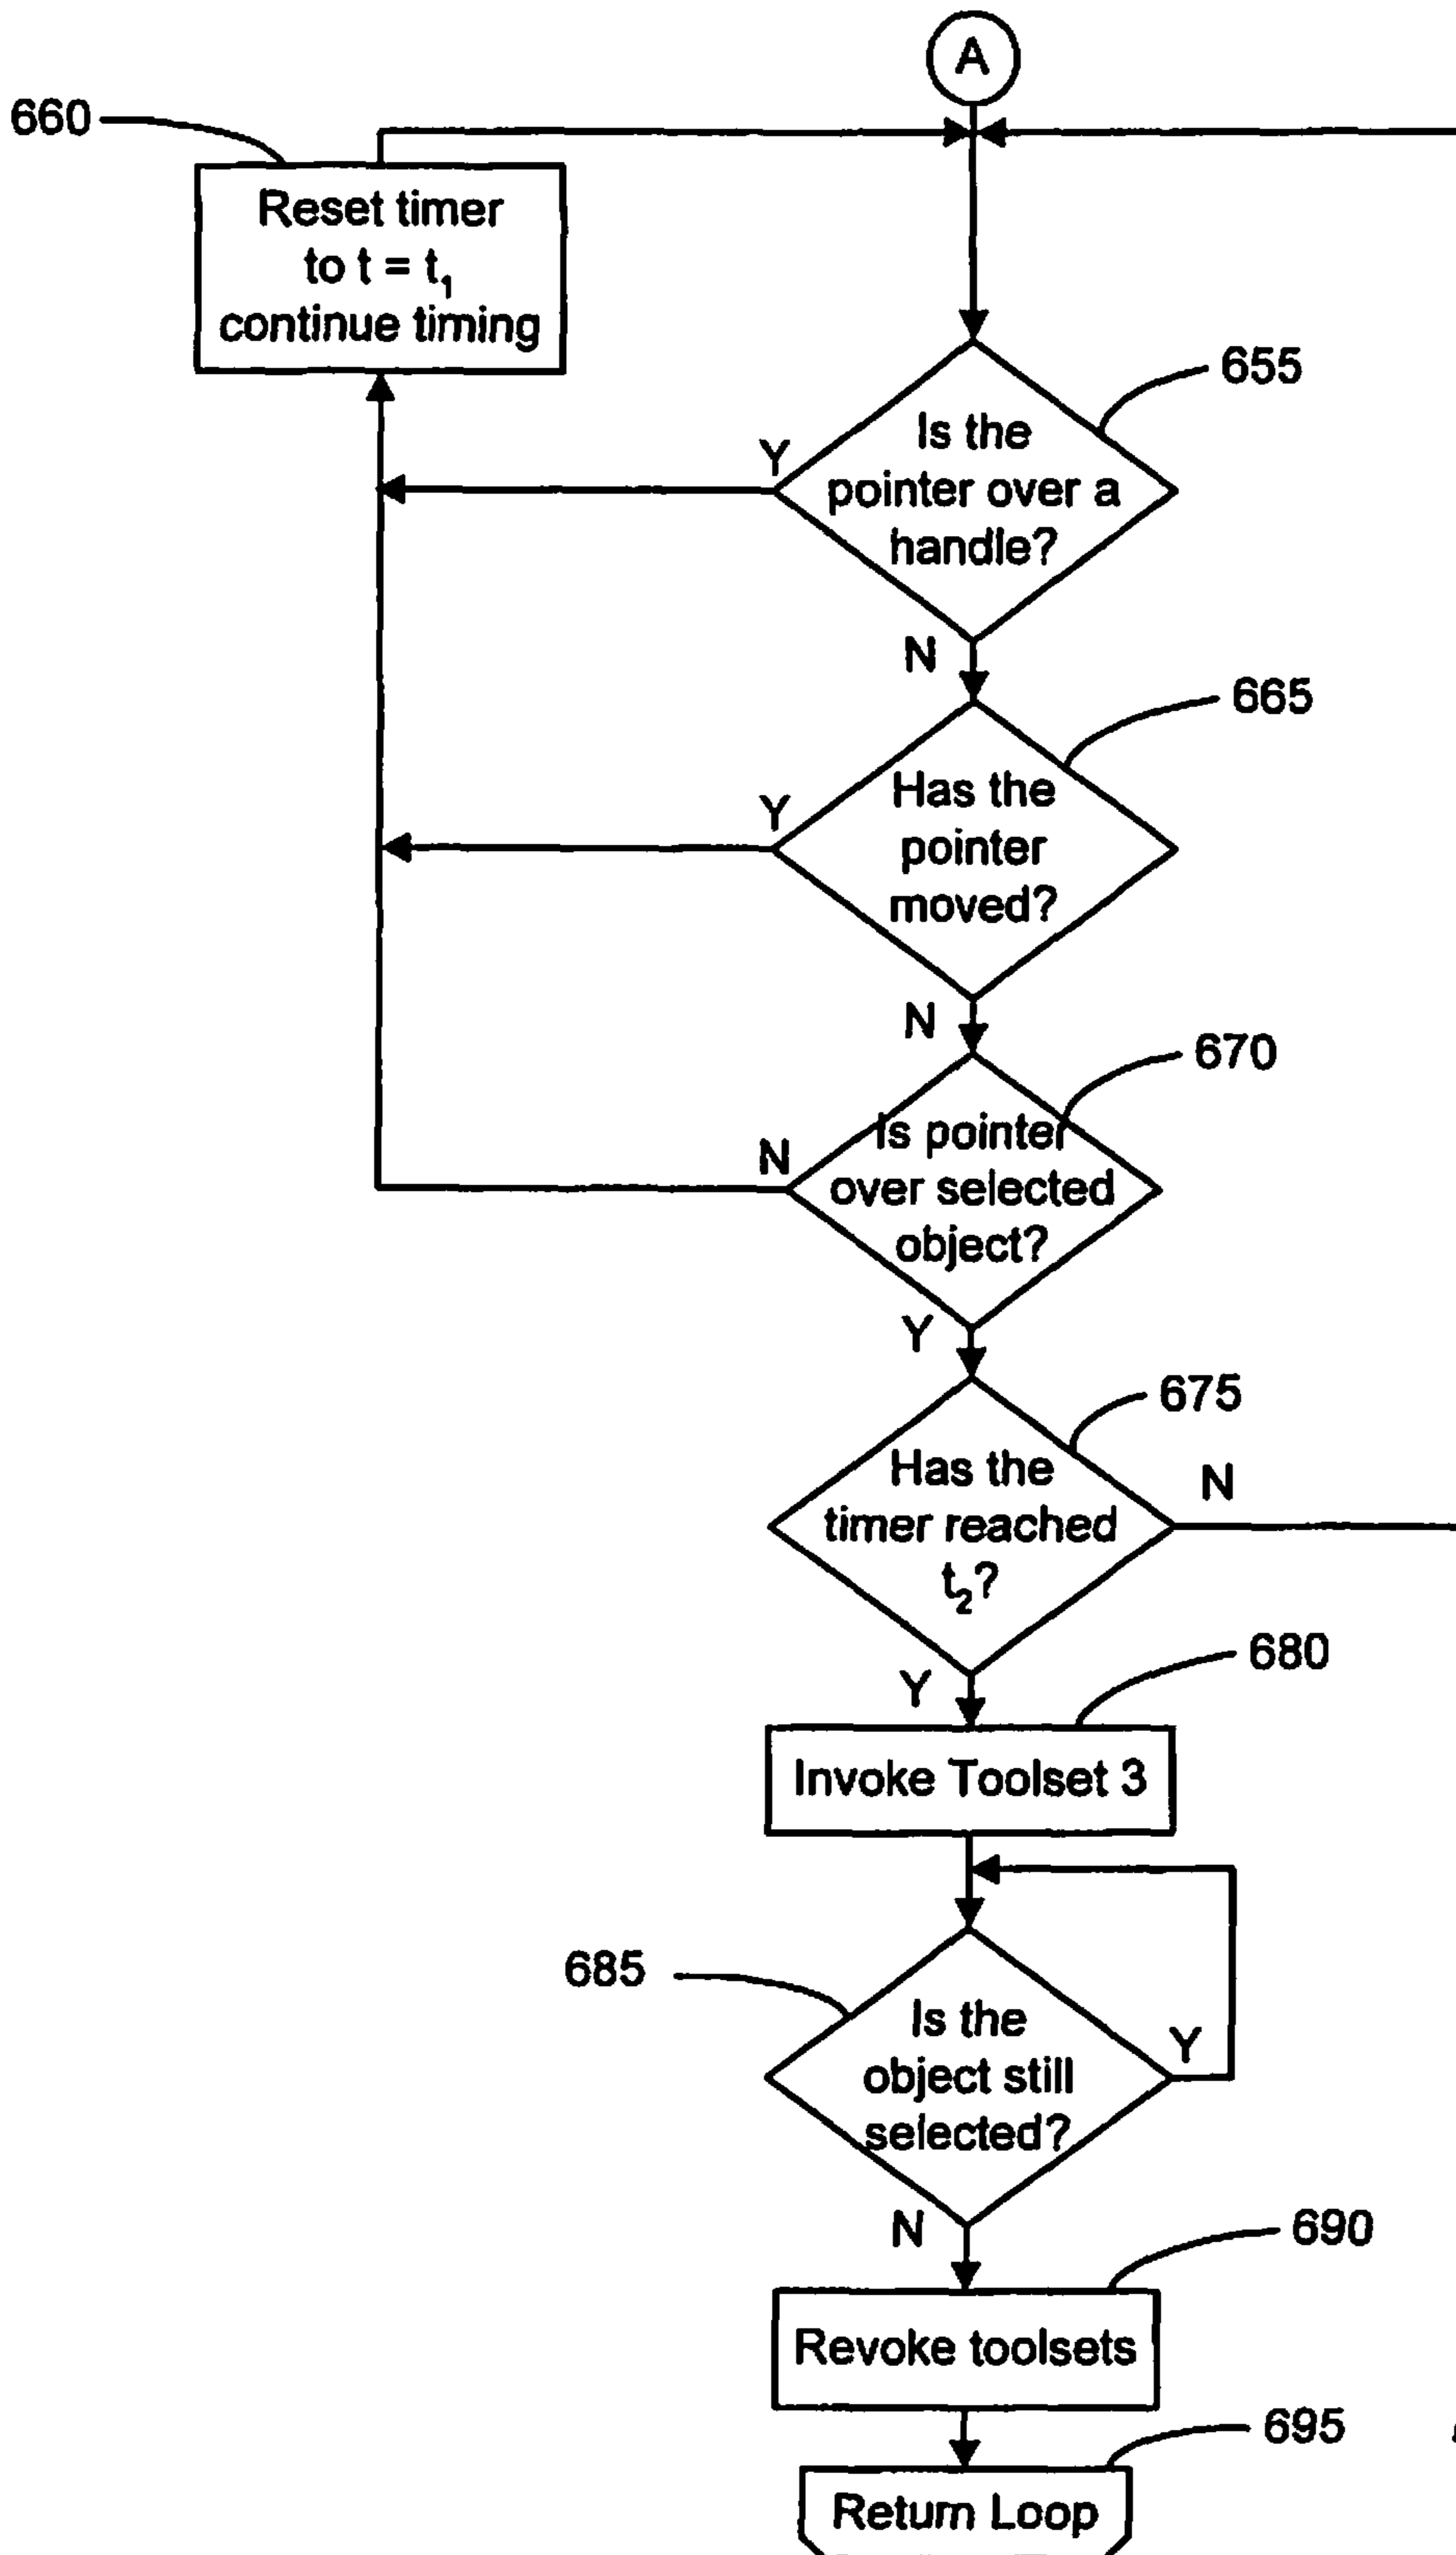 A
660
Reset timer
to t = t₁
continue timing
655
Is the
pointer over a
handle?
Y
N
665
Has the
pointer
moved?
Y
N
670
Is pointer
over selected
object?
N
Y
675
Has the
timer reached
t₂?
N
Y
680
Invoke Toolset 3
685
Is the
object still
selected?
Y
N
690
Revoke toolsets
695
Return Loop